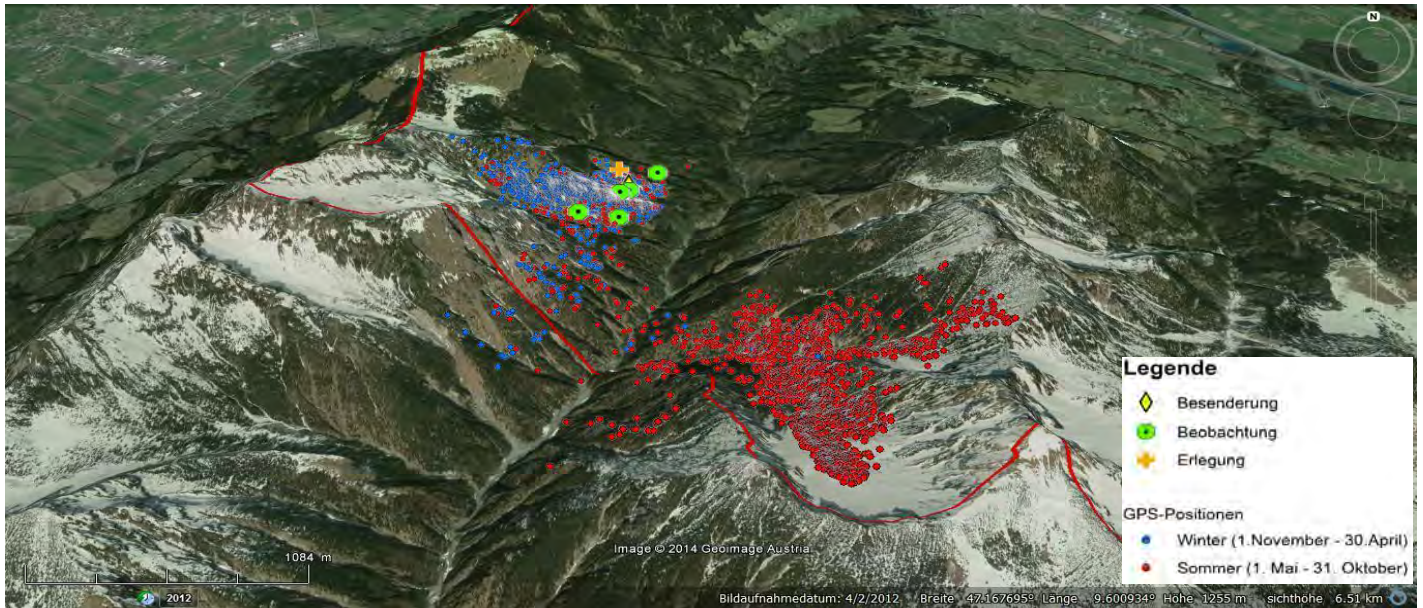 N
Legende
Besenderung
Beobachtung
Erlegung
GPS-Positionen
Winter (1.November - 30.April)
Sommer (1. Mai - 31. Oktober)
1084 m
Image © 2014 Geoimage Austria
2012
Bildaufnahmedatum: 4/2/2012 Breite 47.167695° Länge 9.600934° Höhe 1255 m sichthöhe 6.51 km